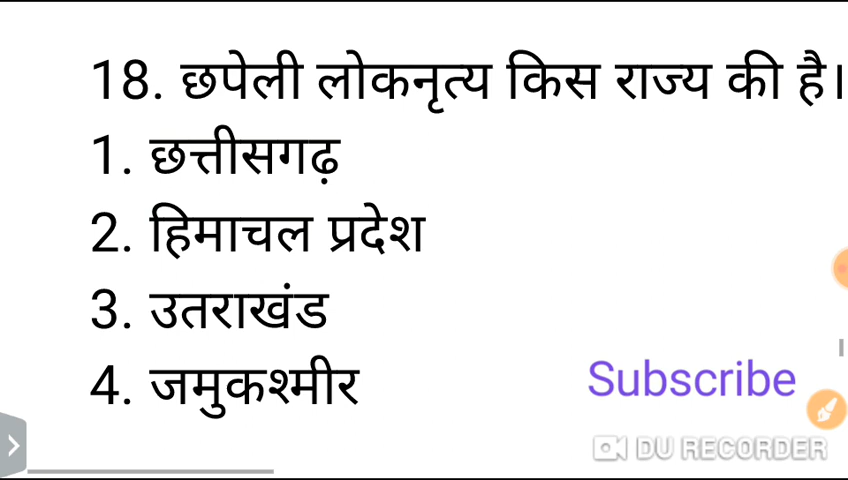 18. छपेली लोकनृत्य किस राज्य की है।
1. छत्तीसगढ़
2. हिमाचल प्रदेश
3. उतराखंड
4. जमुकश्मीर
Subscribe
DU RECORDER